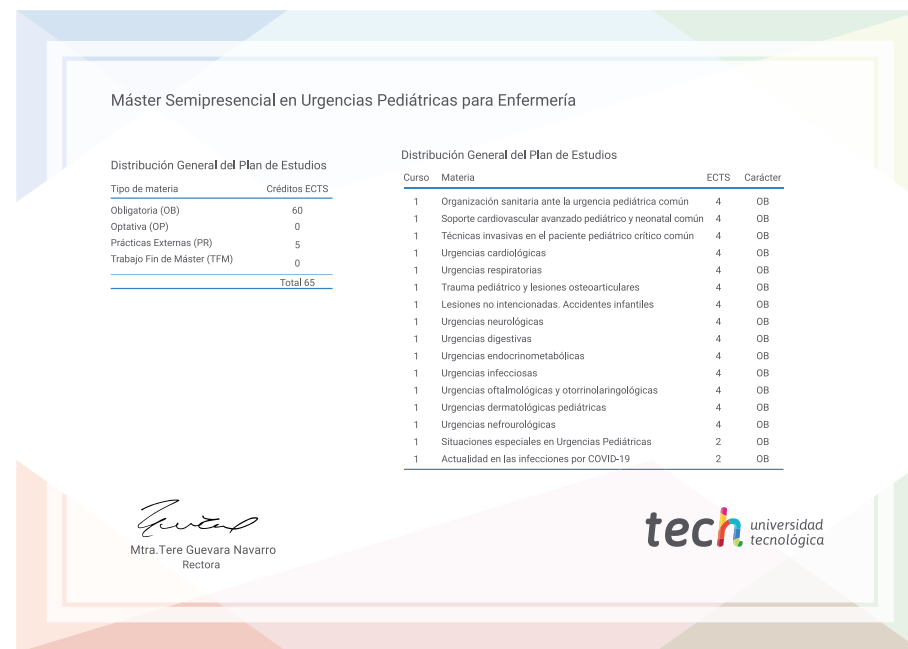 Máster Semipresencial en Urgencias Pediátricas para Enfermería
Distribución General del Plan de Estudios
Tipo de materia Créditos ECTS
Obligatoria (OB) 60
Optativa (OP) 0
Prácticas Externas (PR) 5
Trabajo Fin de Máster (TFM) 0
Total 65
Distribución General del Plan de Estudios
Curso Materia ECTS Carácter
1 Organización sanitaria ante la urgencia pediátrica común 4 OB
1 Soporte cardiovascular avanzado pediátrico y neonatal común 4 OB
1 Técnicas invasivas en el paciente pediátrico crítico común 4 OB
1 Urgencias cardiológicas 4 OB
1 Urgencias respiratorias 4 OB
1 Trauma pediátrico y lesiones osteoarticulares 4 OB
1 Lesiones no intencionadas. Accidentes infantiles 4 OB
1 Urgencias neurológicas 4 OB
1 Urgencias digestivas 4 OB
1 Urgencias endocrinometabólicas 4 OB
1 Urgencias infecciosas 4 OB
1 Urgencias oftalmológicas y otorrinolaringológicas 4 OB
1 Urgencias dermatológicas pediátricas 4 OB
1 Urgencias nefrourológicas 4 OB
1 Situaciones especiales en Urgencias Pediátricas 2 OB
1 Actualidad en las infecciones por COVID-19 2 OB
Mtra.Tere Guevara Navarro
Rectora
tech universidad
tecnológica